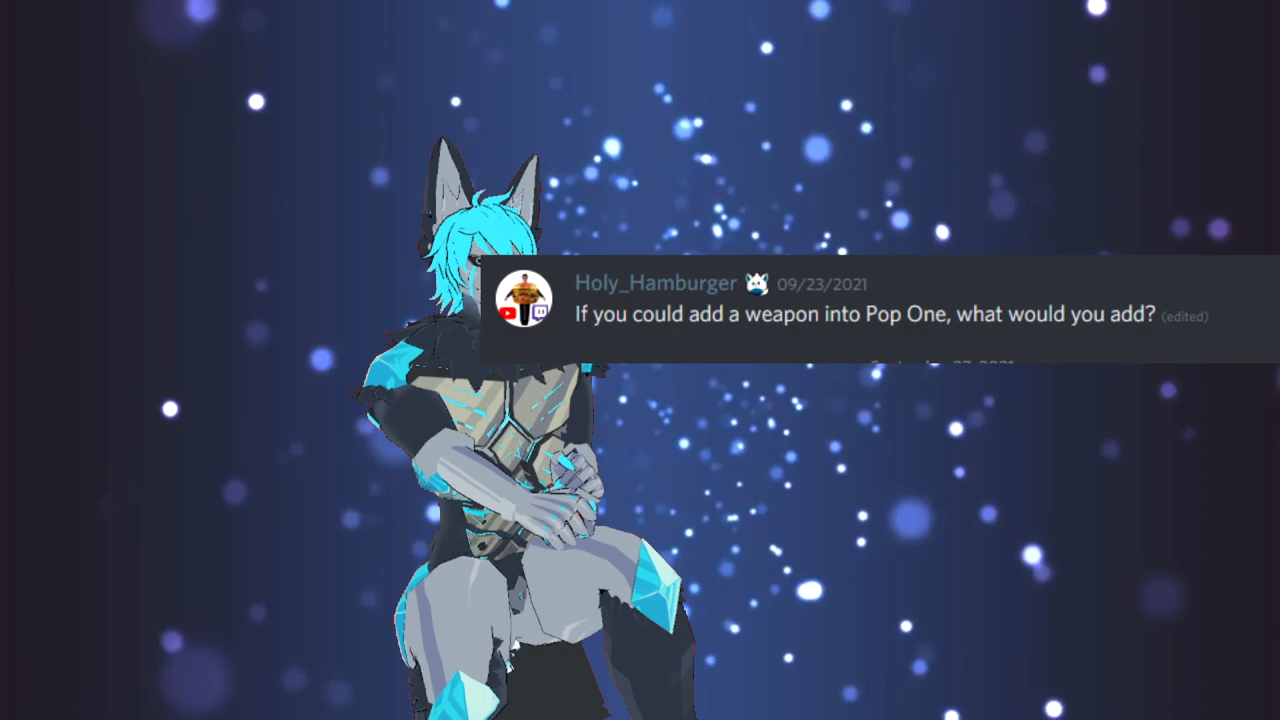 Holy_Hamburger 09/23/2021
If you could add a weapon into Pop One, what would you add? (edited)